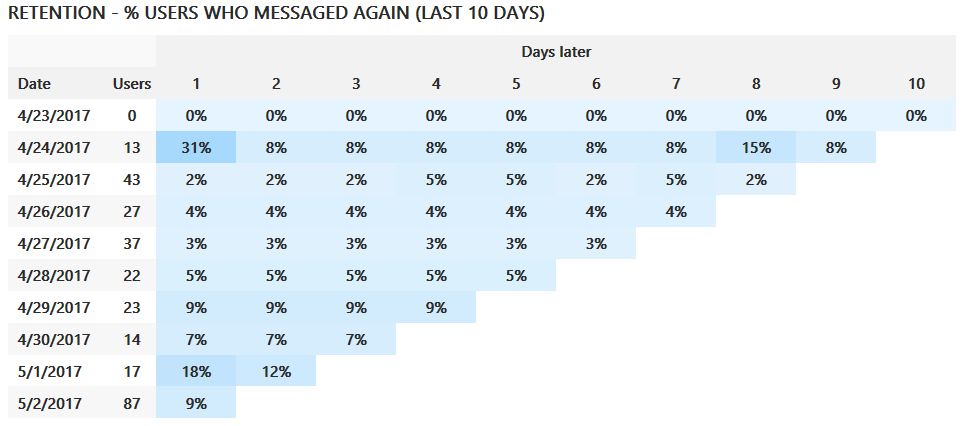 RETENTION - % USERS WHO MESSAGED AGAIN (LAST 10 DAYS)
Days later
Date Users 1 2 3 4 5 6 7 8 9 10
4/23/2017 0 0% 0% 0% 0% 0% 0% 0% 0% 0% 0%
4/24/2017 13 31% 8% 8% 8% 8% 8% 8% 15% 8%
4/25/2017 43 2% 2% 2% 5% 5% 2% 5% 2%
4/26/2017 27 4% 4% 4% 4% 4% 4% 4%
4/27/2017 37 3% 3% 3% 3% 3% 3%
4/28/2017 22 5% 5% 5% 5% 5%
4/29/2017 23 9% 9% 9% 9%
4/30/2017 14 7% 7% 7%
5/1/2017 17 18% 12%
5/2/2017 87 9%